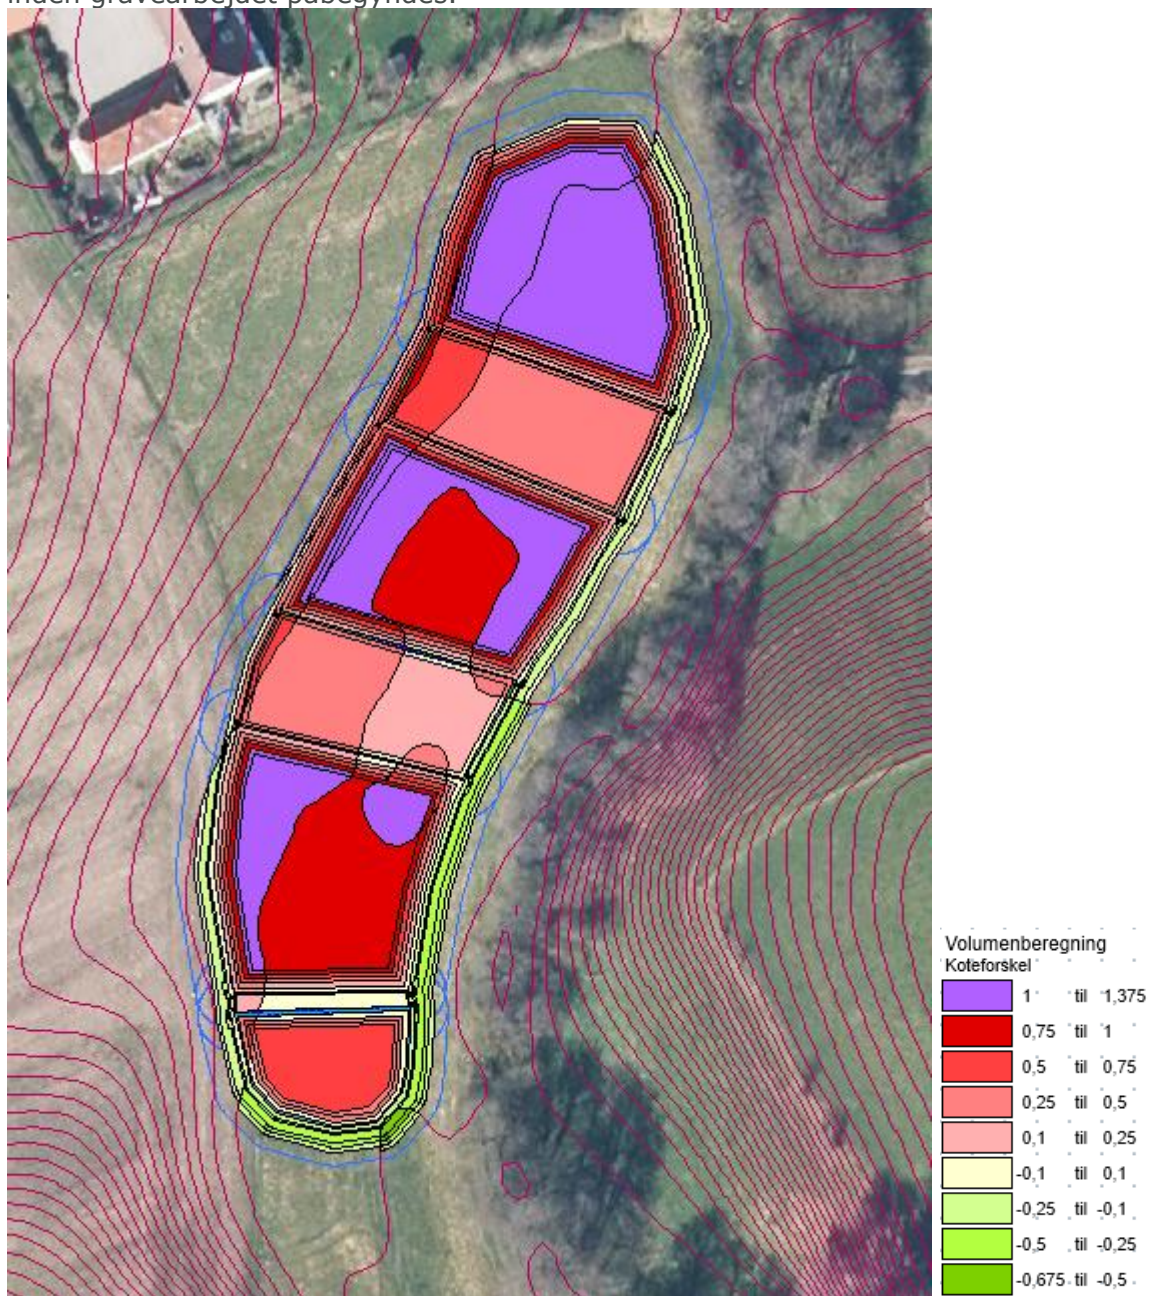 inden gravearbejdet påbegyndes.
Volumenberegning
Koteforskel
1 til 1,375
0,75 til 1
0,5 til 0,75
0,25 til 0,5
0,1 til 0,25
-0,1 til 0,1
-0,25 til -0,1
-0,5 til -0,25
-0,675 til -0,5